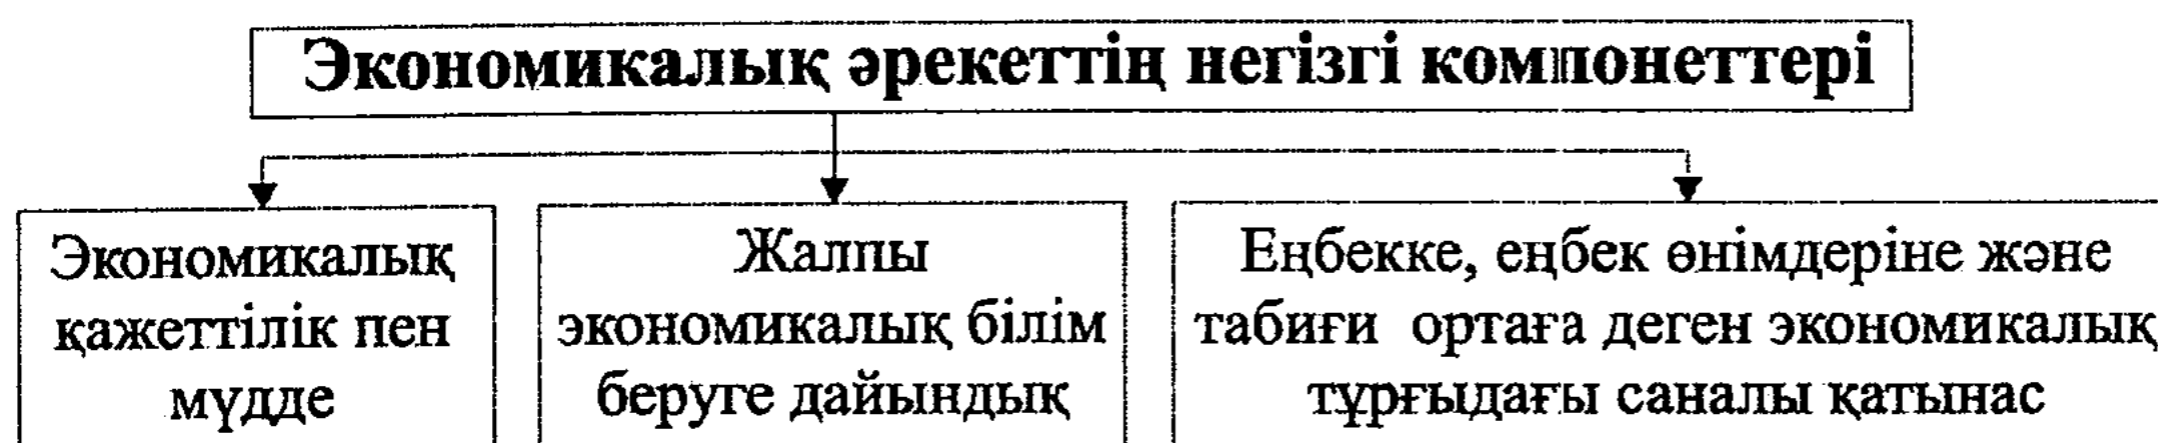 Экономикалық әрекеттің негізгі компонеттері
Экономикалық
қажеттілік пен
мүдде
Жалпы
экономикалық білім
беруге дайындық
Еңбекке, еңбек өнімдеріне және
табиғи ортаға деген экономикалық
тұрғыдағы саналы қатынас